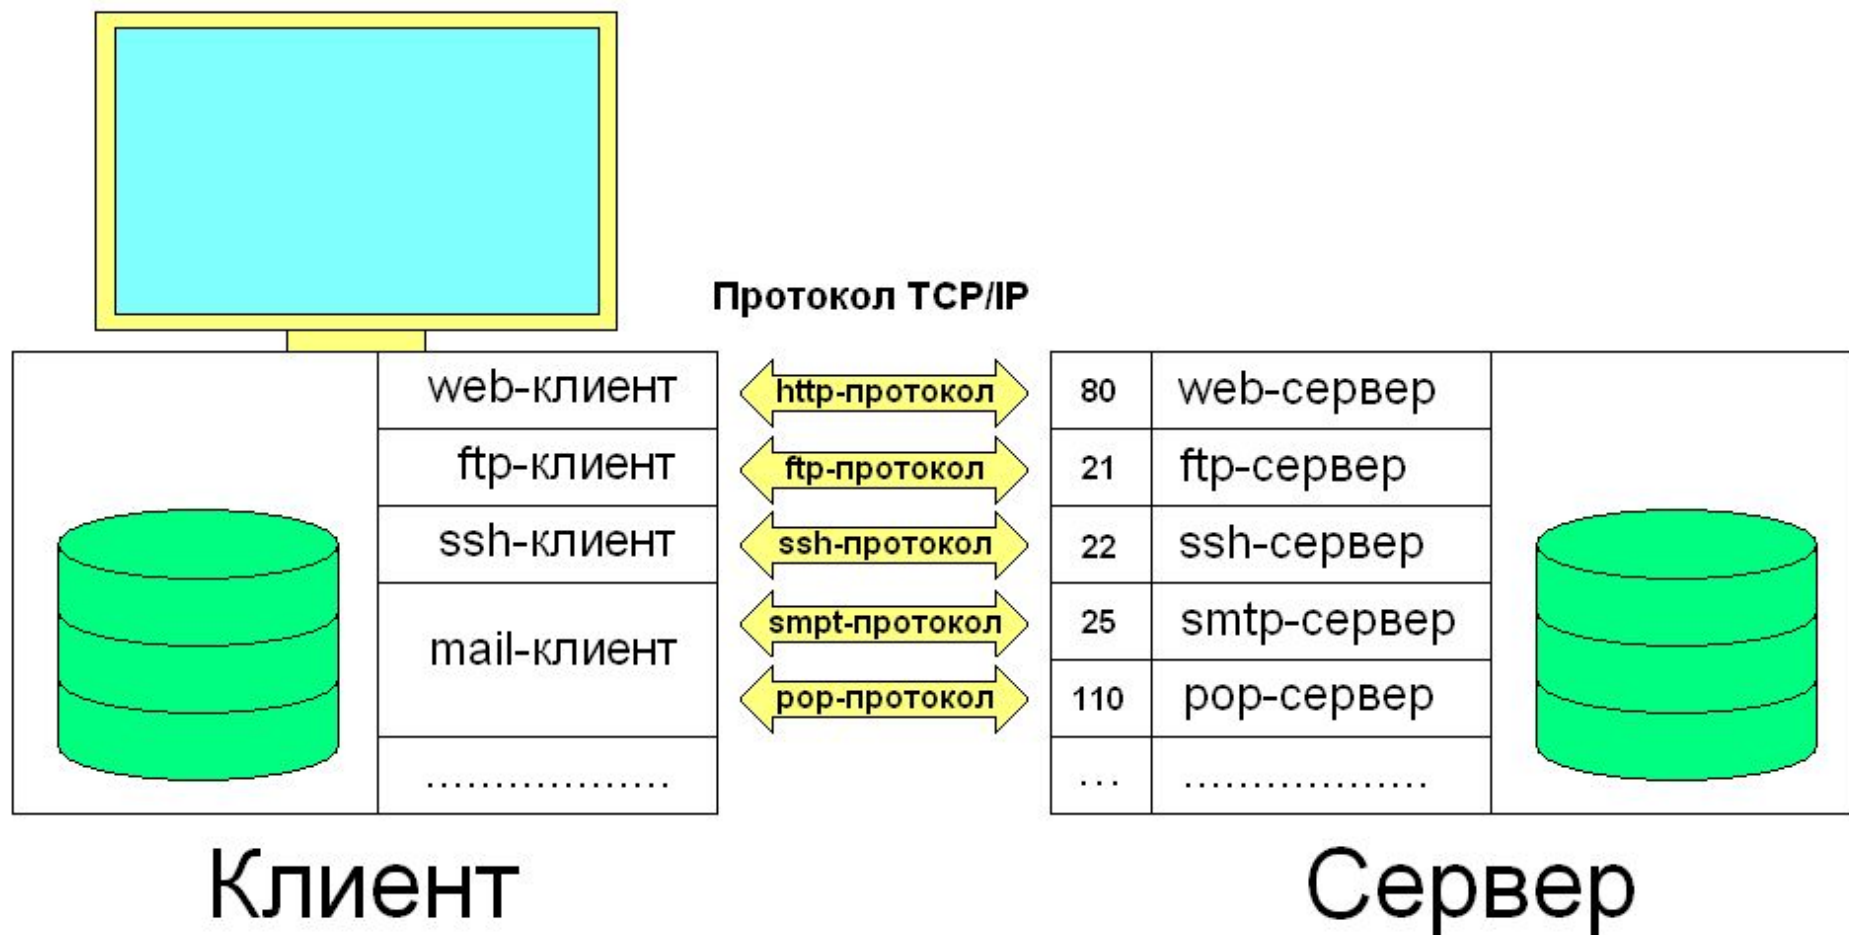 Протокол TCP/IP
web-клиент http-протокол 80 web-сервер
ftp-клиент ftp-протокол 21 ftp-сервер
ssh-клиент ssh-протокол 22 ssh-сервер
mail-клиент smpt-протокол 25 smtp-сервер
pop-протокол 110 pop-сервер
.................. ... ..................
Клиент Сервер